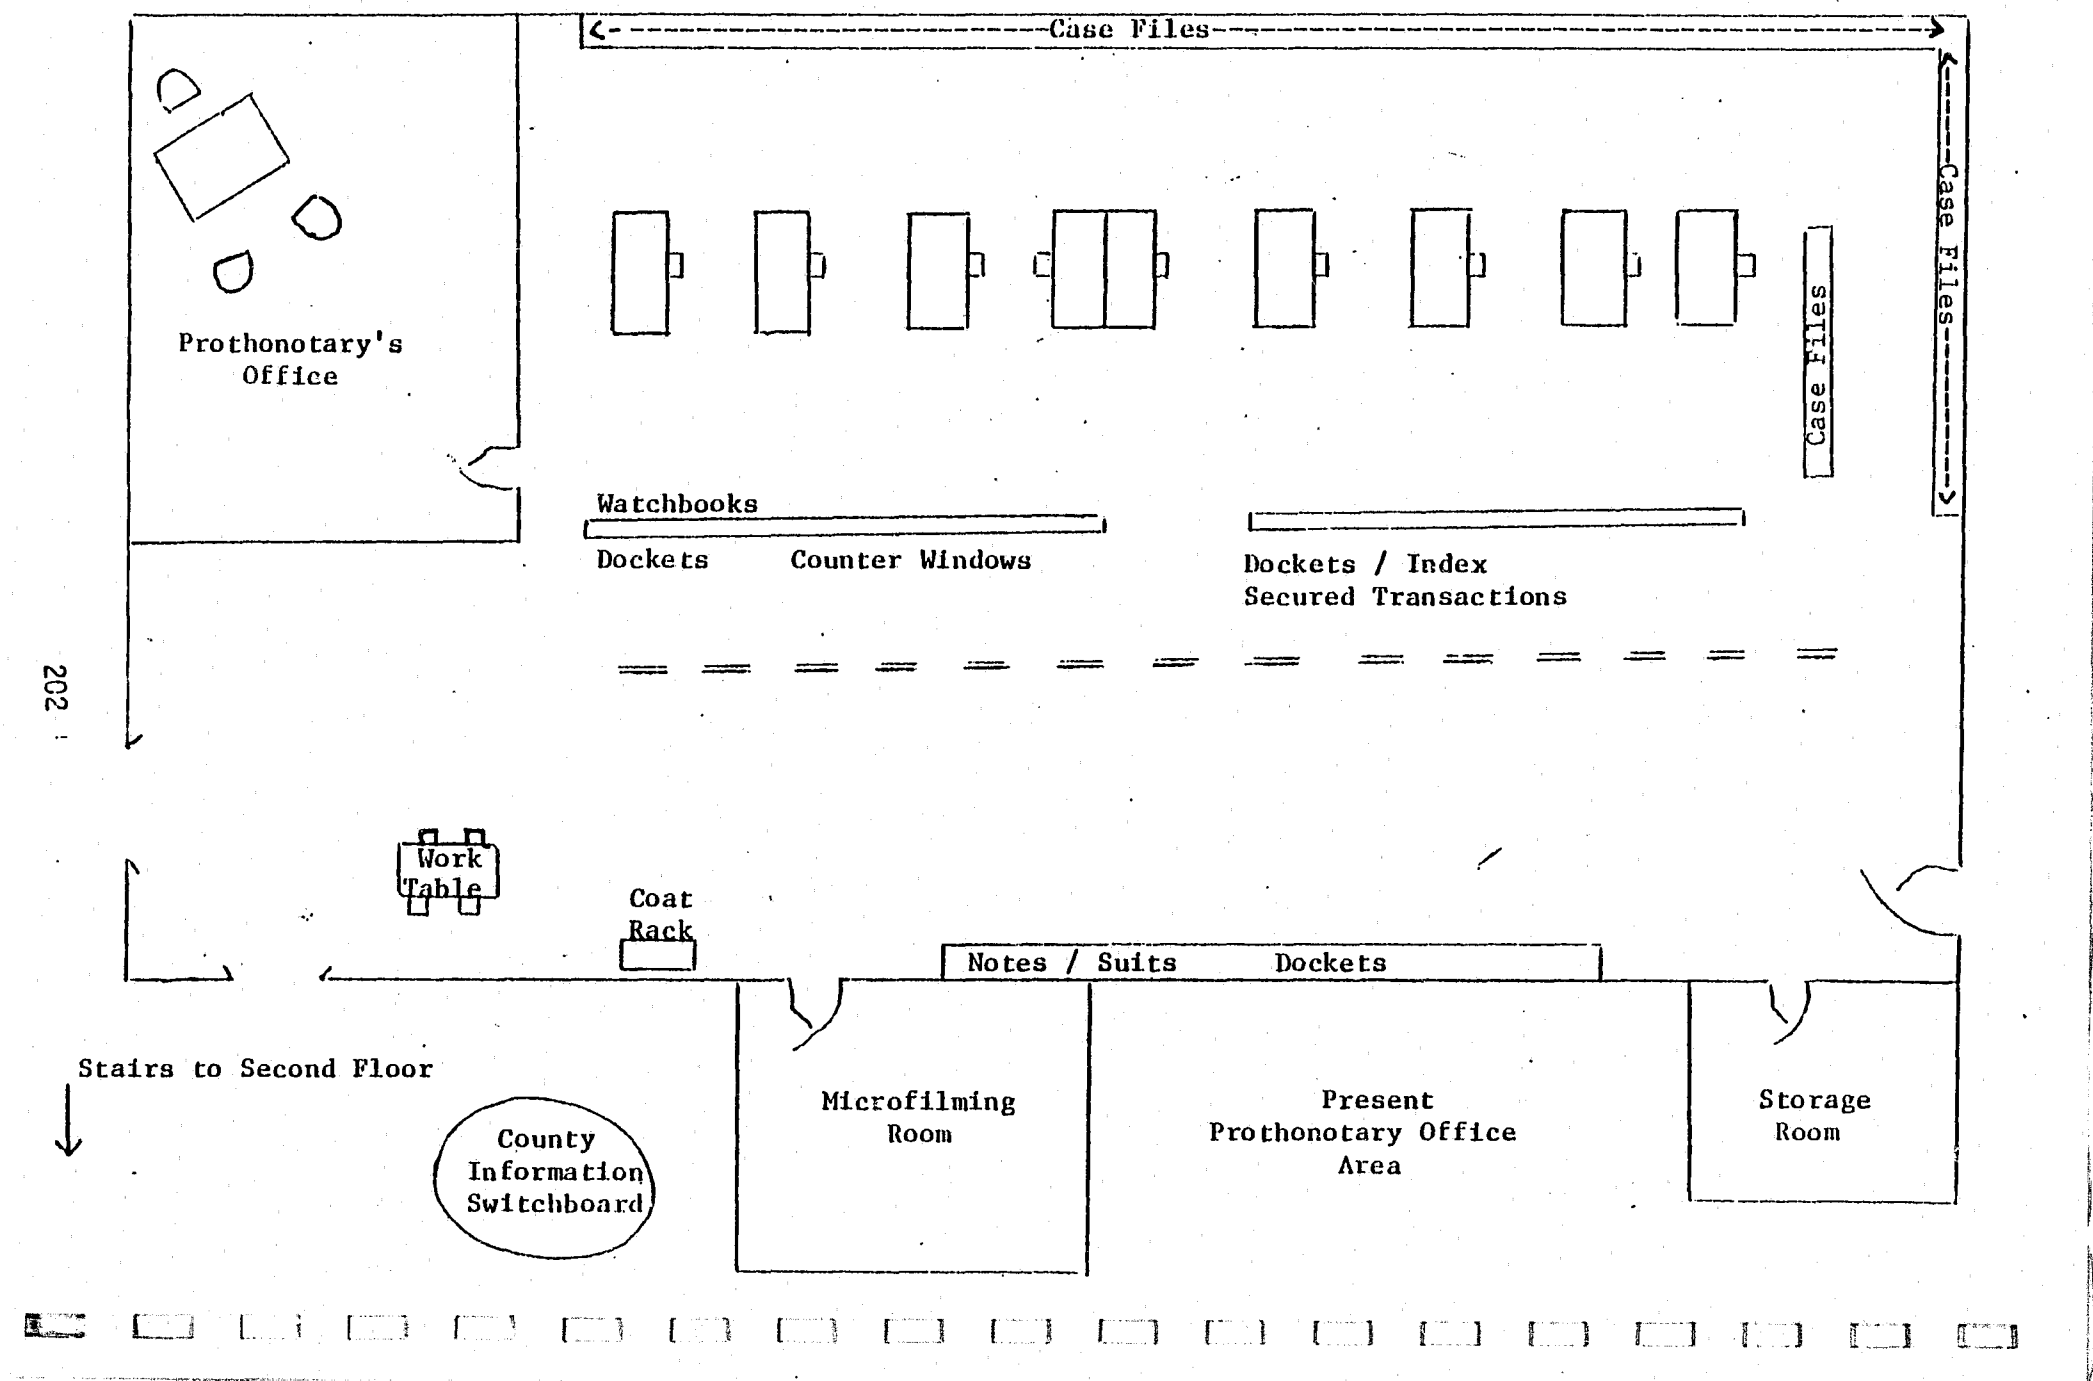 Case Files
Case Files
Case Files
Prothonotary's
Office
Watchbooks
Dockets Counter Windows
Dockets / Index
Secured Transactions
202
Work
Table
Coat
Rack
Notes / Suits Dockets
Stairs to Second Floor
County
Information
Switchboard
Microfilming
Room
Present
Prothonotary Office
Area
Storage
Room